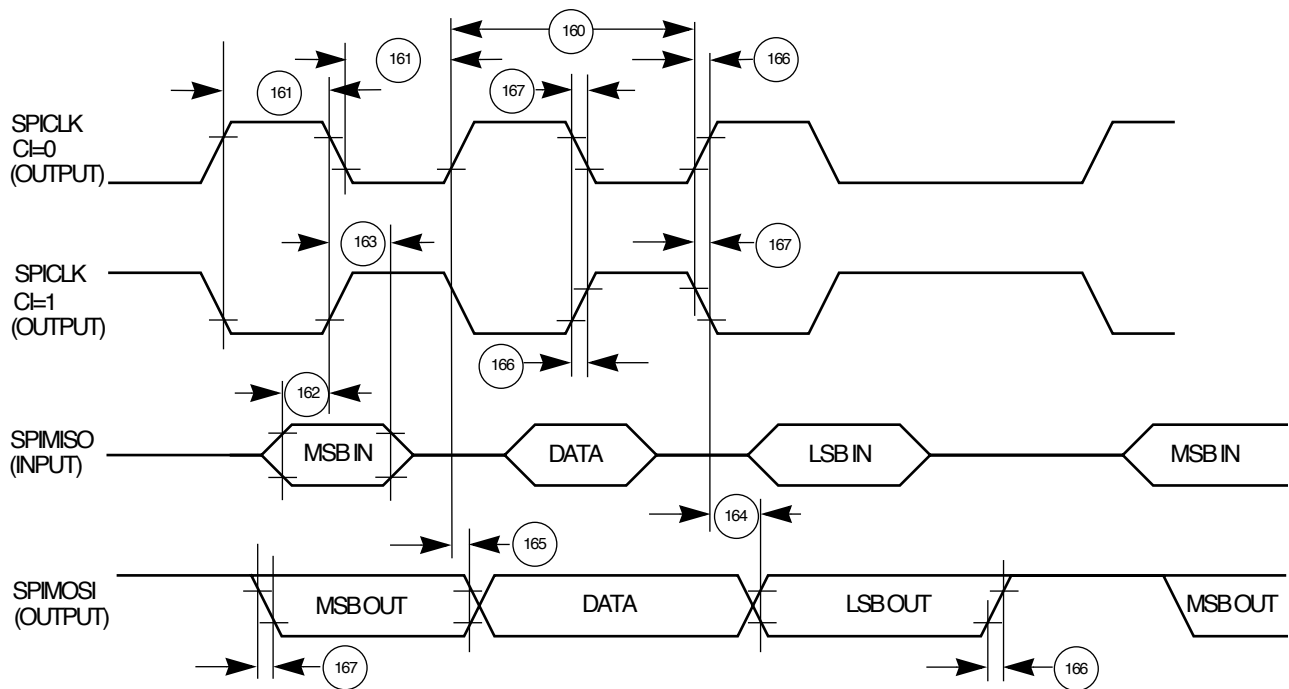 160
161
166
161
167
SPICLK
CI=0
(OUTPUT)
163
167
SPICLK
CI=1
(OUTPUT)
166
162
SPIMISO
(INPUT)
MSB IN
DATA
LSB IN
MSB IN
164
165
SPIMOSI
(OUTPUT)
MSB OUT
DATA
LSB OUT
MSB OUT
167
166